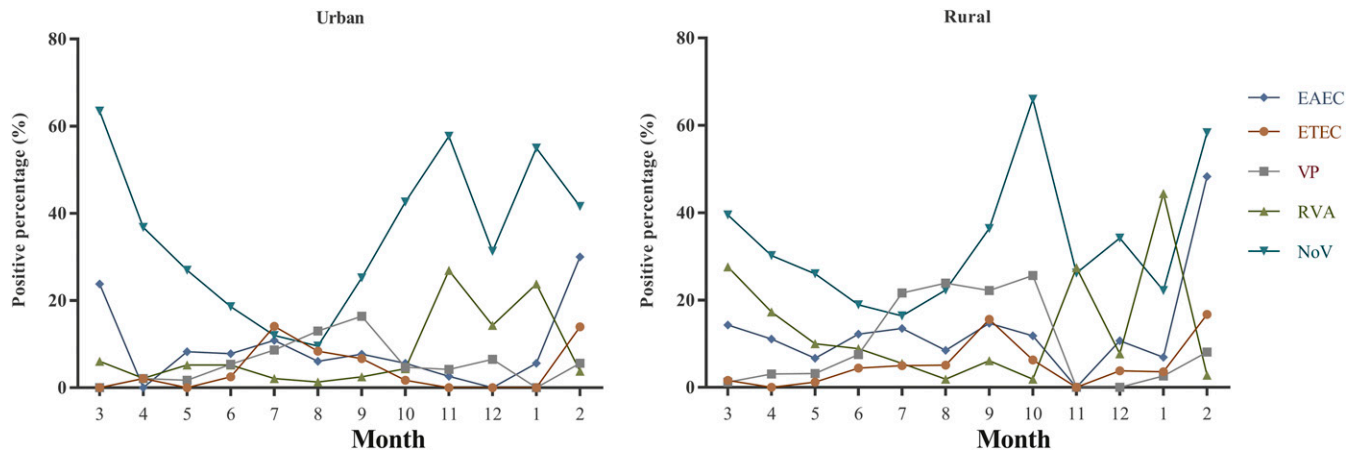 Urban
Positive percentage (%)
80
60
40
20
0
3 4 5 6 7 8 9 10 11 12 1 2
Month
Rural
Positive percentage (%)
80
60
40
20
0
3 4 5 6 7 8 9 10 11 12 1 2
Month
EAEC
ETEC
VP
RVA
NoV